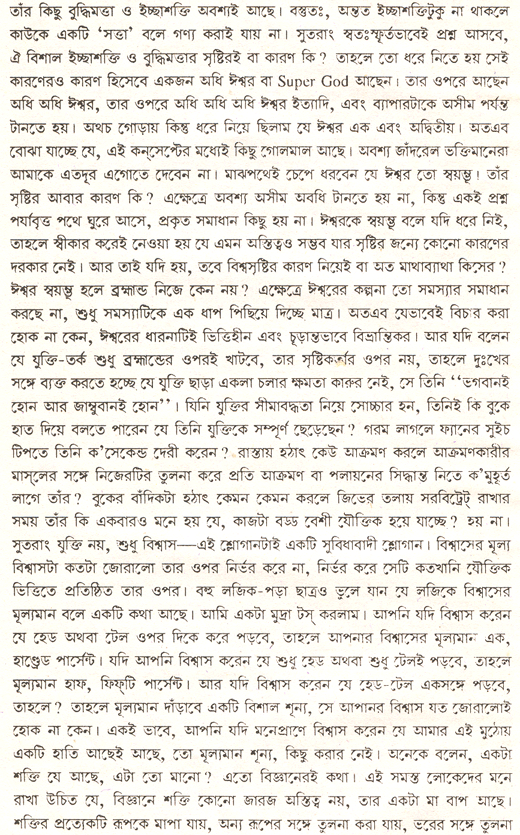 তাঁর কিছু বুদ্ধিমত্তা ও ইচ্ছাশক্তি অবশ্যই আছে। বস্তুতঃ, অন্তত ইচ্ছাশক্তিটুকু না থাকলে
কাউকে একটি ‘সত্তা’ বলে গণ্য করাই যায় না। সুতরাং স্বতঃস্ফূর্তভাবেই প্রশ্ন আসবে,
ঐ বিশাল ইচ্ছাশক্তি ও বুদ্ধিমত্তার সৃষ্টিরই বা কারণ কি? তাহলে তো ধরে নিতে হয় সেই
কারণেরও কারণ হিসেবে একজন অধি ঈশ্বর বা Super God আছেন। তার ওপরে আছেন
অধি অধি ঈশ্বর, তার ওপরে অধি অধি অধি ঈশ্বর ইত্যাদি, এবং ব্যাপারটাকে অসীম পর্যন্ত
টানতে হয়। অথচ গোড়ায় কিন্তু ধরে নিয়ে ছিলাম যে ঈশ্বর এক এবং অদ্বিতীয়। অতএব
বোঝা যাচ্ছে যে, এই কন্‌সেপ্টের মধ্যেই কিছু গোলমাল আছে। অবশ্য জাঁদরেল ভক্তিমানেরা
আমাকে এতদূর এগোতে দেবেন না। মাঝপথেই চেপে ধরবেন যে ঈশ্বর তো স্বয়ম্ভূ! তাঁর
সৃষ্টির আবার কারণ কি? এক্ষেত্রে অবশ্য অসীম অবধি টানতে হয় না, কিন্তু একই প্রশ্ন
পর্যাবৃত্ত পথে ঘুরে আসে, প্রকৃত সমাধান কিছু হয় না। ঈশ্বরকে স্বয়ম্ভূ বলে যদি ধরে নিই,
তাহলে স্বীকার করেই নেওয়া হয় যে এমন অস্তিত্বও সম্ভব যার সৃষ্টির জন্যে কোনো কারণের
দরকার নেই। আর তাই যদি হয়, তবে বিশ্বসৃষ্টির কারণ নিয়েই বা অত মাথাব্যাথা কিসের?
ঈশ্বর স্বয়ম্ভূ হলে ব্রহ্মান্ড নিজে কেন নয়? এক্ষেত্রে ঈশ্বরের কল্পনা তো সমস্যার সমাধান
করছে না, শুধু সমস্যাটিকে এক ধাপ পিছিয়ে দিচ্ছে মাত্র। অতএব যেভাবেই বিচার করা
হোক না কেন, ঈশ্বরের ধারনাটিই ভিত্তিহীন এবং চূড়ান্তভাবে বিভ্রান্তিকর। আর যদি বলেন
যে যুক্তি-তর্ক শুধু ব্রহ্মান্ডের ওপরই খাটবে, তার সৃষ্টিকর্তার ওপর নয়, তাহলে দুঃখের
সঙ্গে ব্যক্ত করতে হচ্ছে যে যুক্তি ছাড়া একলা চলার ক্ষমতা কারুর নেই, সে তিনি ‘‘ভগবানই
হোন আর জাম্বুবানই হোন’’। যিনি যুক্তির সীমাবদ্ধতা নিয়ে সোচ্চার হন, তিনিই কি বুকে
হাত দিয়ে বলতে পারেন যে তিনি যুক্তিকে সম্পূর্ণ ছেড়েছেন? গরম লাগলে ফ্যানের সুইচ
টিপতে তিনি ক’সেকেন্ড দেরী করেন? রাস্তায় হঠাৎ কেউ আক্রমণ করলে আক্রমণকারীর
মাস্‌লের সঙ্গে নিজেরটির তুলনা করে প্রতি আক্রমণ বা পলায়নের সিদ্ধান্ত নিতে ক’মুহূর্ত
লাগে তাঁর? বুকের বাঁদিকটা হঠাৎ কেমন কেমন করলে জিভের তলায় সরবিট্রেট্ রাখার
সময় তাঁর কি একবারও মনে হয় যে, কাজটা বড্ড বেশী যৌক্তিক হয়ে যাচ্ছে? হয় না।
সুতরাং যুক্তি নয়, শুধু বিশ্বাস—এই শ্লোগানটাই একটি সুবিধাবাদী শ্লোগান। বিশ্বাসের মূল্য
বিশ্বাসটা কতটা জোরালো তার ওপর নির্ভর করে না, নির্ভর করে সেটি কতখানি যৌক্তিক
ভিত্তিতে প্রতিষ্ঠিত তার ওপর। বহু লজিক-পড়া ছাত্রও ভুলে যান যে লজিকে বিশ্বাসের
মূল্যমান বলে একটি কথা আছে। আমি একটা মুদ্রা টস্ করলাম। আপনি যদি বিশ্বাস করেন
যে হেড অথবা টেল ওপর দিকে করে পড়বে, তাহলে আপনার বিশ্বাসের মূল্যমান এক,
হাণ্ড্রেড পার্সেন্ট। যদি আপনি বিশ্বাস করেন যে শুধু হেড অথবা শুধু টেলই পড়বে, তাহলে
মূল্যমান হাফ, ফিফ্‌টি পার্সেন্ট। আর যদি বিশ্বাস করেন যে হেড-টেল একসঙ্গে পড়বে,
তাহলে? তাহলে মূল্যমান দাঁড়াবে একটি বিশাল শূন্য, সে আপনার বিশ্বাস যত জোরালোই
হোক না কেন। একই ভাবে, আপনি যদি মনেপ্রাণে বিশ্বাস করেন যে আমার এই মুঠোয়
একটি হাতি আছেই আছে, তো মূল্যমান শূন্য, কিছু করার নেই। অনেকে বলেন, একটা
শক্তি যে আছে, এটা তো মানো? এতো বিজ্ঞানেরই কথা। এই সমস্ত লোকেদের মনে
রাখা উচিত যে, বিজ্ঞানে শক্তি কোনো জারজ অস্তিত্ব নয়, তার একটা মা বাপ আছে।
শক্তির প্রত্যেকটি রূপকে মাপা যায়, অন্য রূপের সঙ্গে তুলনা করা যায়, ভরের সঙ্গে তুলনা